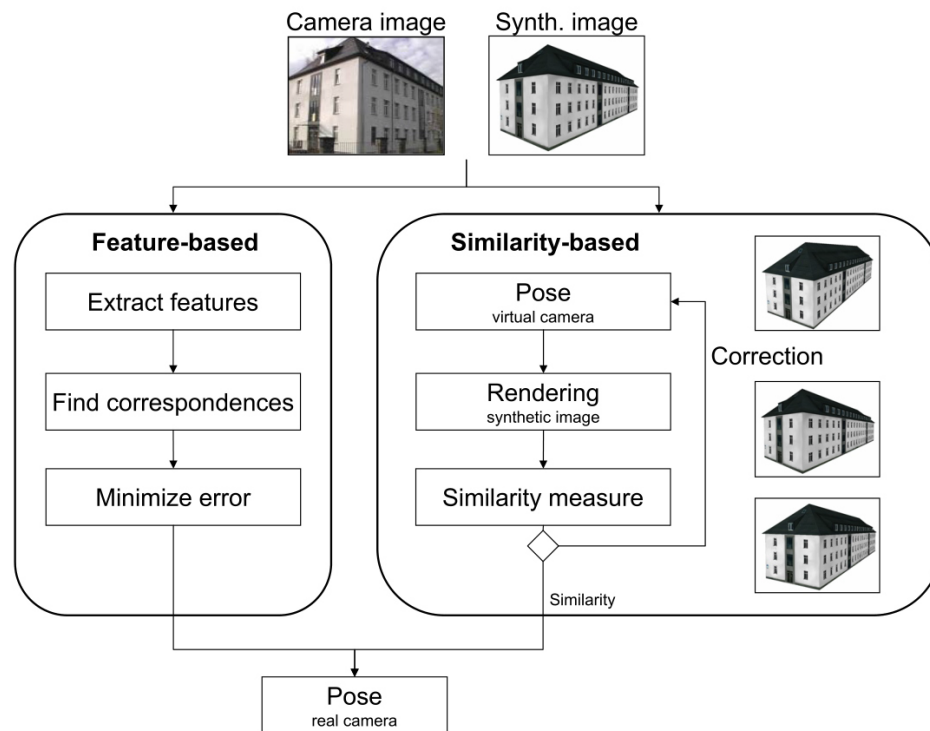 Camera image
Synth. image
Feature-based
Extract features
Find correspondences
Minimize error
Similarity-based
Pose
virtual camera
Correction
Rendering
synthetic image
Similarity measure
Similarity
Pose
real camera